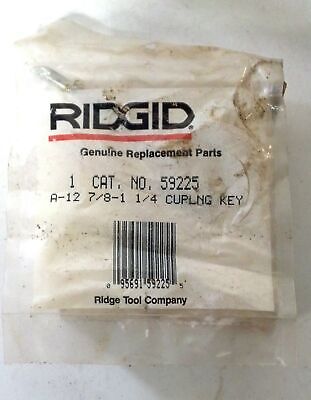 RIDGID
Genuine Replacement Parts
1 CAT. NO. 59225
A-12 7/8-1 1/4 CUPLNG KEY
0 95691 59225 5
Ridge Tool Company